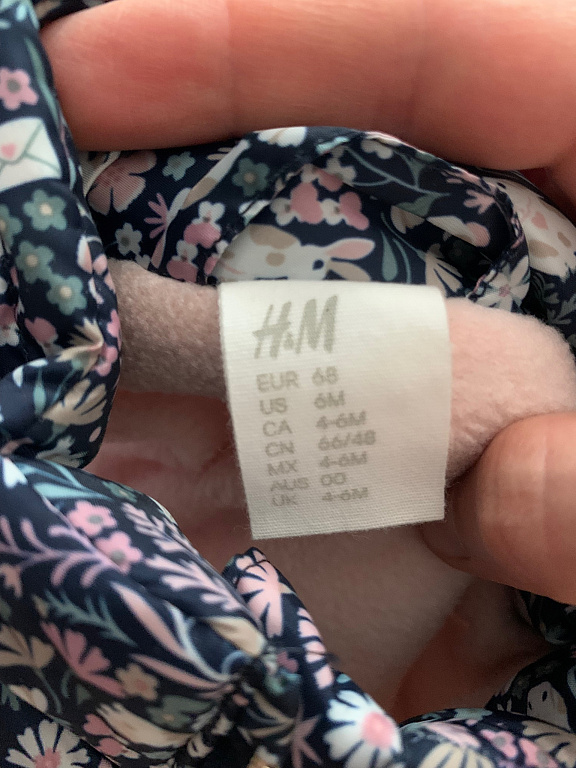 H&M
EUR 68
US 6M
CA 4-6M
CN 66/48
MX 4-6M
AUS 00
UK 4-6M